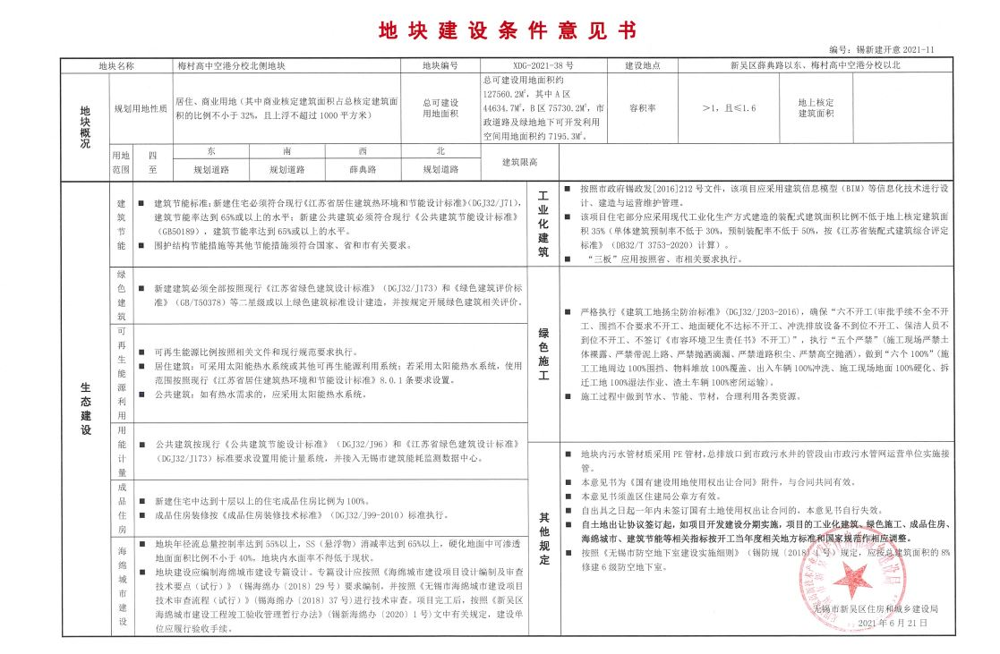 地块建设条件意见书
编号：锡新建开意 2021-11
地块名称
梅村高中空港分校北侧地块
地块编号
XDG-2021-38 号
建设地点
新吴区薛典路以东、梅村高中空港分校以北
地块概况
规划用地性质
居住、商业用地（其中商业核定建筑面积占总核定建筑面
积的比例不小于 32%，且上浮不超过 1000 平方米）
总可建设
用地面积
总可建设用地面积约
127560.2㎡，其中 A 区
44634.7㎡，B 区 75730.2㎡，市
政道路及绿地地下可开发利用
空间用地面积约 7195.3㎡。
容积率
＞1，且≤1.6
地上核定
建筑面积
用地
范围
四
至
东
南
西
北
规划道路
规划道路
薛典路
规划道路
建筑限高
生态建设
建筑节能
■ 建筑节能标准：新建住宅必须符合现行《江苏省居住建筑热环境和节能设计标准》（DGJ32/J71），
建筑节能率达到 65%或以上的水平；新建公共建筑必须符合现行《公共建筑节能设计标准》
（GB50189），建筑节能率达到 65%或以上的水平。
■ 围护结构节能措施等其他节能措施须符合国家、省和市有关要求。
绿色建筑
■ 新建建筑必须全部按照现行《江苏省绿色建筑设计标准》（DGJ32/J173）和《绿色建筑评价标
准》（GB/T50378）等二星级或以上绿色建筑标准设计建造，并按规定开展绿色建筑相关评价。
可再生能源利用
■ 可再生能源比例按照相关文件和现行规范要求执行。
■ 居住建筑：可采用太阳能热水系统或其他可再生能源利用系统；若采用太阳能热水系统，使用
范围按照现行《江苏省居住建筑热环境和节能设计标准》8.0.1 条要求设置。
■ 公共建筑：如有热水需求的，应采用太阳能热水系统。
用能计量
■ 公共建筑按现行《公共建筑节能设计标准》（DGJ32/J96）和《江苏省绿色建筑设计标准》
（DGJ32/J173）标准要求设置用能计量系统，并接入无锡市建筑能耗监测数据中心。
成品住房
■ 新建住宅中达到十层以上的住宅成品住房比例为 100%。
■ 成品住房装修按《成品住房装修技术标准》（DGJ32/J99-2010）标准执行。
海绵城市建设
■ 地块年径流总量控制率达到 55%以上，SS（悬浮物）消减率达到 65%以上，硬化地面中可渗透
地面面积比例不小于 40%，地块内水面率不得低于现状。
■ 地块建设应编制海绵城市建设专篇设计。专篇设计应按照《海绵城市建设项目设计编制及审查
技术要点（试行）》（锡海绵办〔2018〕29 号）要求编制，并按照《无锡市海绵城市建设项目
技术审查流程（试行）》（锡海绵办〔2018〕37 号)进行技术审查。项目完工后，按照《新吴区
海绵城市建设工程竣工验收管理暂行办法》（锡新海绵办〔2020〕1 号)文中有关规定，建设单
位应履行验收手续。
工业化建筑
■ 按照市政府锡政发[2016]212 号文件，该项目应采用建筑信息模型（BIM）等信息化技术进行设
计、建造与运营维护管理。
■ 该项目住宅部分应采用现代工业化生产方式建造的装配式建筑面积比例不低于地上核定建筑面
积 35%（单体建筑预制率不低于 30%，预制装配率不低于 50%，按《江苏省装配式建筑综合评定
标准》（DB32/T 3753-2020）计算）。
■ “三板”应用按照省、市相关要求执行。
绿色施工
■ 严格执行《建筑工地扬尘防治标准》(DGJ32/J203-2016)，确保“六不开工(审批手续不全不开
工、围挡不合要求不开工、地面硬化不达标不开工、冲洗排放设备不到位不开工、保洁人员不
到位不开工、不签订《市容环境卫生责任书》不开工)”，执行“五个严禁”(施工现场严禁土
体裸露、严禁带泥上路、严禁抛洒滴漏、严禁道路积尘、严禁高空抛洒)，做到“六个 100%”(施
工工地周边 100%围挡、物料堆放 100%覆盖、出入车辆 100%冲洗、施工现场地面 100%硬化、拆
迁工地 100%湿法作业、渣土车辆 100%密闭运输)。
■ 施工过程中做到节水、节能、节材，合理利用各类资源。
其他规定
■ 地块内污水管材质采用 PE 管材,总排放口到市政污水井的管段由市政污水管网运营单位实施接
管。
■ 本意见书为《国有建设用地使用权出让合同》附件，与合同共同有效。
■ 本意见书须盖区住建局公章方有效。
■ 自出具之日起一年内未签订国有土地使用权出让合同的，本意见书自行失效。
■ 自土地出让协议签订起，如项目开发建设分期实施，项目的工业化建筑、绿色施工、成品住房、
海绵城市、建筑节能等相关指标按开工当年度相关地方标准和国家规范作相应调整。
■ 按照《无锡市防空地下室建设实施细则》（锡防规〔2018〕4 号）规定，应按总建筑面积的 8%
修建 6 级防空地下室。
无锡市新吴区住房和城乡建设局
2021 年 6 月 21 日